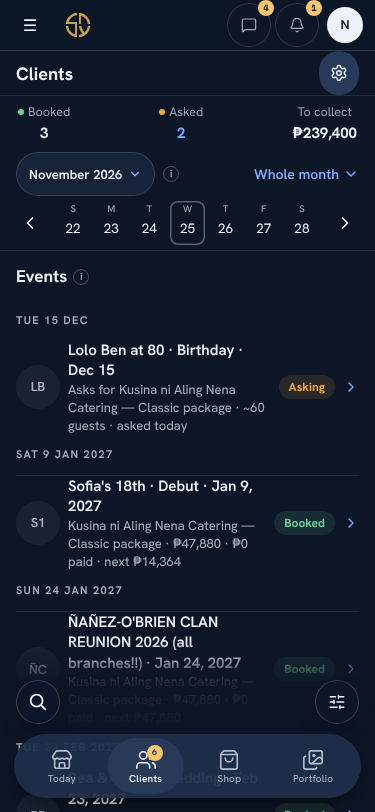 4
1
N
Clients
Booked
3
Asked
2
To collect
₱239,400
November 2026
i
Whole month
S M T W T F S
22 23 24 25 26 27 28
Events i
TUE 15 DEC
LB
Lolo Ben at 80 · Birthday ·
Dec 15
Asks for Kusina ni Aling Nena
Catering — Classic package · ~60
guests · asked today
Asking
SAT 9 JAN 2027
S1
Sofia's 18th · Debut · Jan 9,
2027
Kusina ni Aling Nena Catering —
Classic package · ₱47,880 · ₱0
paid · next ₱14,364
Booked
SUN 24 JAN 2027
ÑC
ÑAÑEZ-O'BRIEN CLAN
REUNION 2026 (all
branches!!) · Jan 24, 2027
Kusina ni Aling Nena Catering —
Classic package · ₱47,880 · ₱0
paid · next ₱47,880
Booked
TUE 23 FEB 2027
23, 2027
Today
6
Clients
Shop
Portfolio